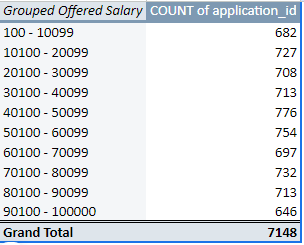 Grouped Offered Salary COUNT of application_id
100 - 10099 682
10100 - 20099 727
20100 - 30099 708
30100 - 40099 713
40100 - 50099 776
50100 - 60099 754
60100 - 70099 697
70100 - 80099 732
80100 - 90099 713
90100 - 100000 646
Grand Total 7148